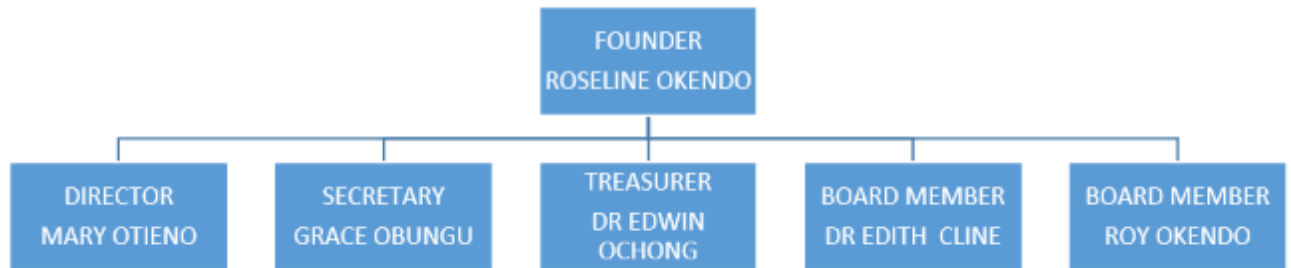 FOUNDER
ROSELINE OKENDO
DIRECTOR
MARY OTIENO
SECRETARY
GRACE OBUNGU
TREASURER
DR EDWIN
OCHONG
BOARD MEMBER
DR EDITH CLINE
BOARD MEMBER
ROY OKENDO